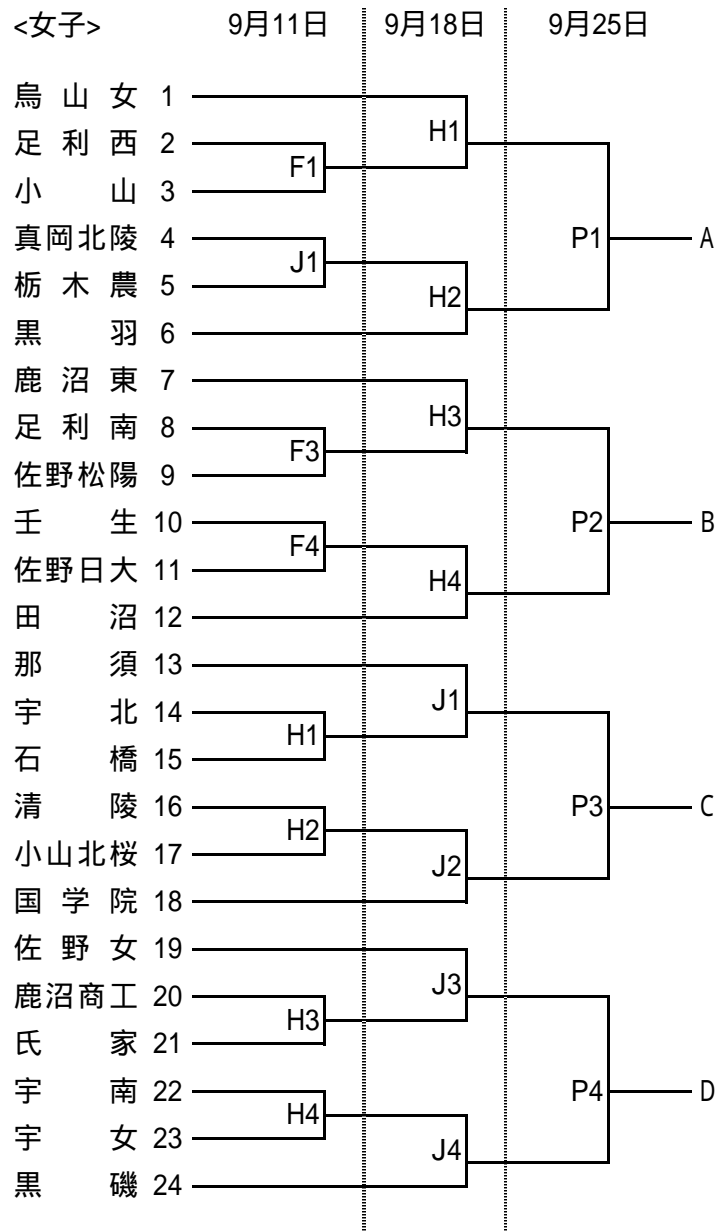 <女子> 9月11日 9月18日 9月25日
烏山女 1
H1
足利西 2
F1
小山 3
真岡北陵 4
P1 A
J1
栃木農 5
H2
黒羽 6
鹿沼東 7
H3
足利南 8
F3
佐野松陽 9
壬生 10
P2 B
F4
佐野日大 11
H4
田沼 12
那須 13
J1
宇北 14
H1
石橋 15
清陵 16
P3 C
H2
小山北桜 17
J2
国学院 18
佐野女 19
J3
鹿沼商工 20
H3
氏家 21
宇南 22
P4 D
H4
宇女 23
J4
黒磯 24